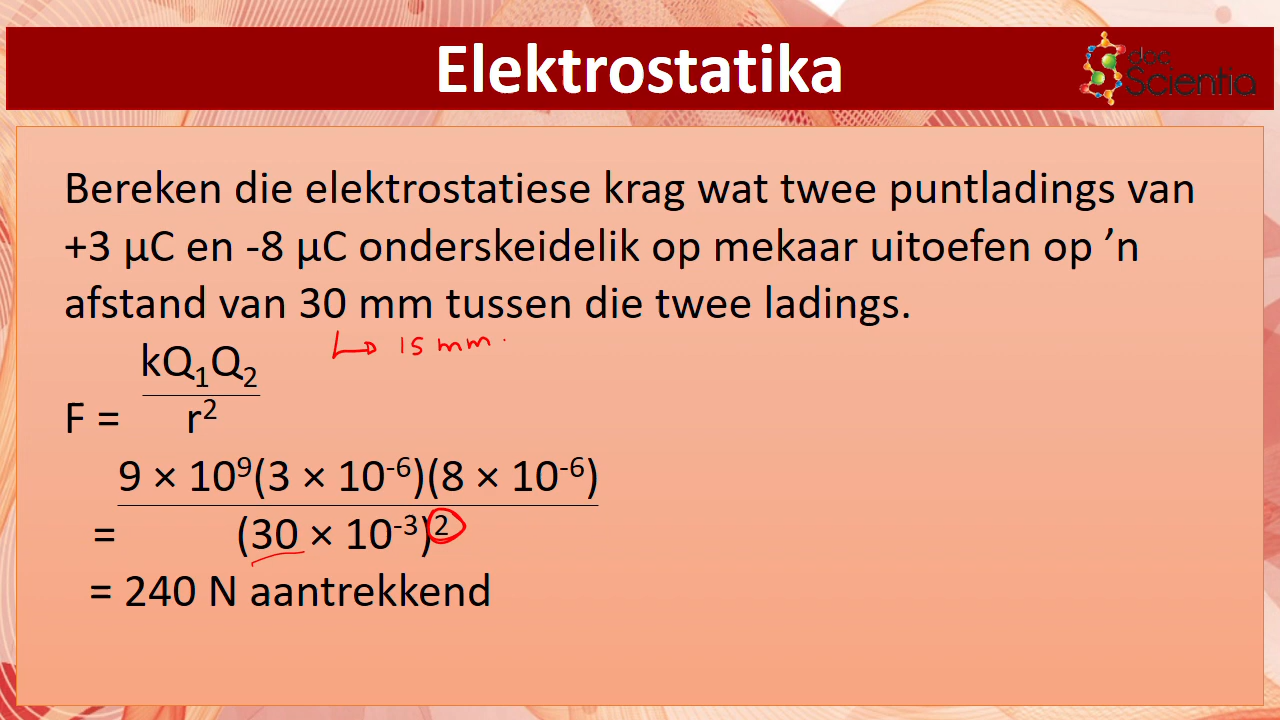 Elektrostatika
doc
Scientia
Bereken die elektrostatiese krag wat twee puntladings van
+3 µC en -8 µC onderskeidelik op mekaar uitoefen op ’n
afstand van 30 mm tussen die twee ladings.
↳ 15 mm.
kQ₁Q₂
F = r²
9 × 10⁹(3 × 10⁻⁶)(8 × 10⁻⁶)
= (30 × 10⁻³)²
= 240 N aantrekkend